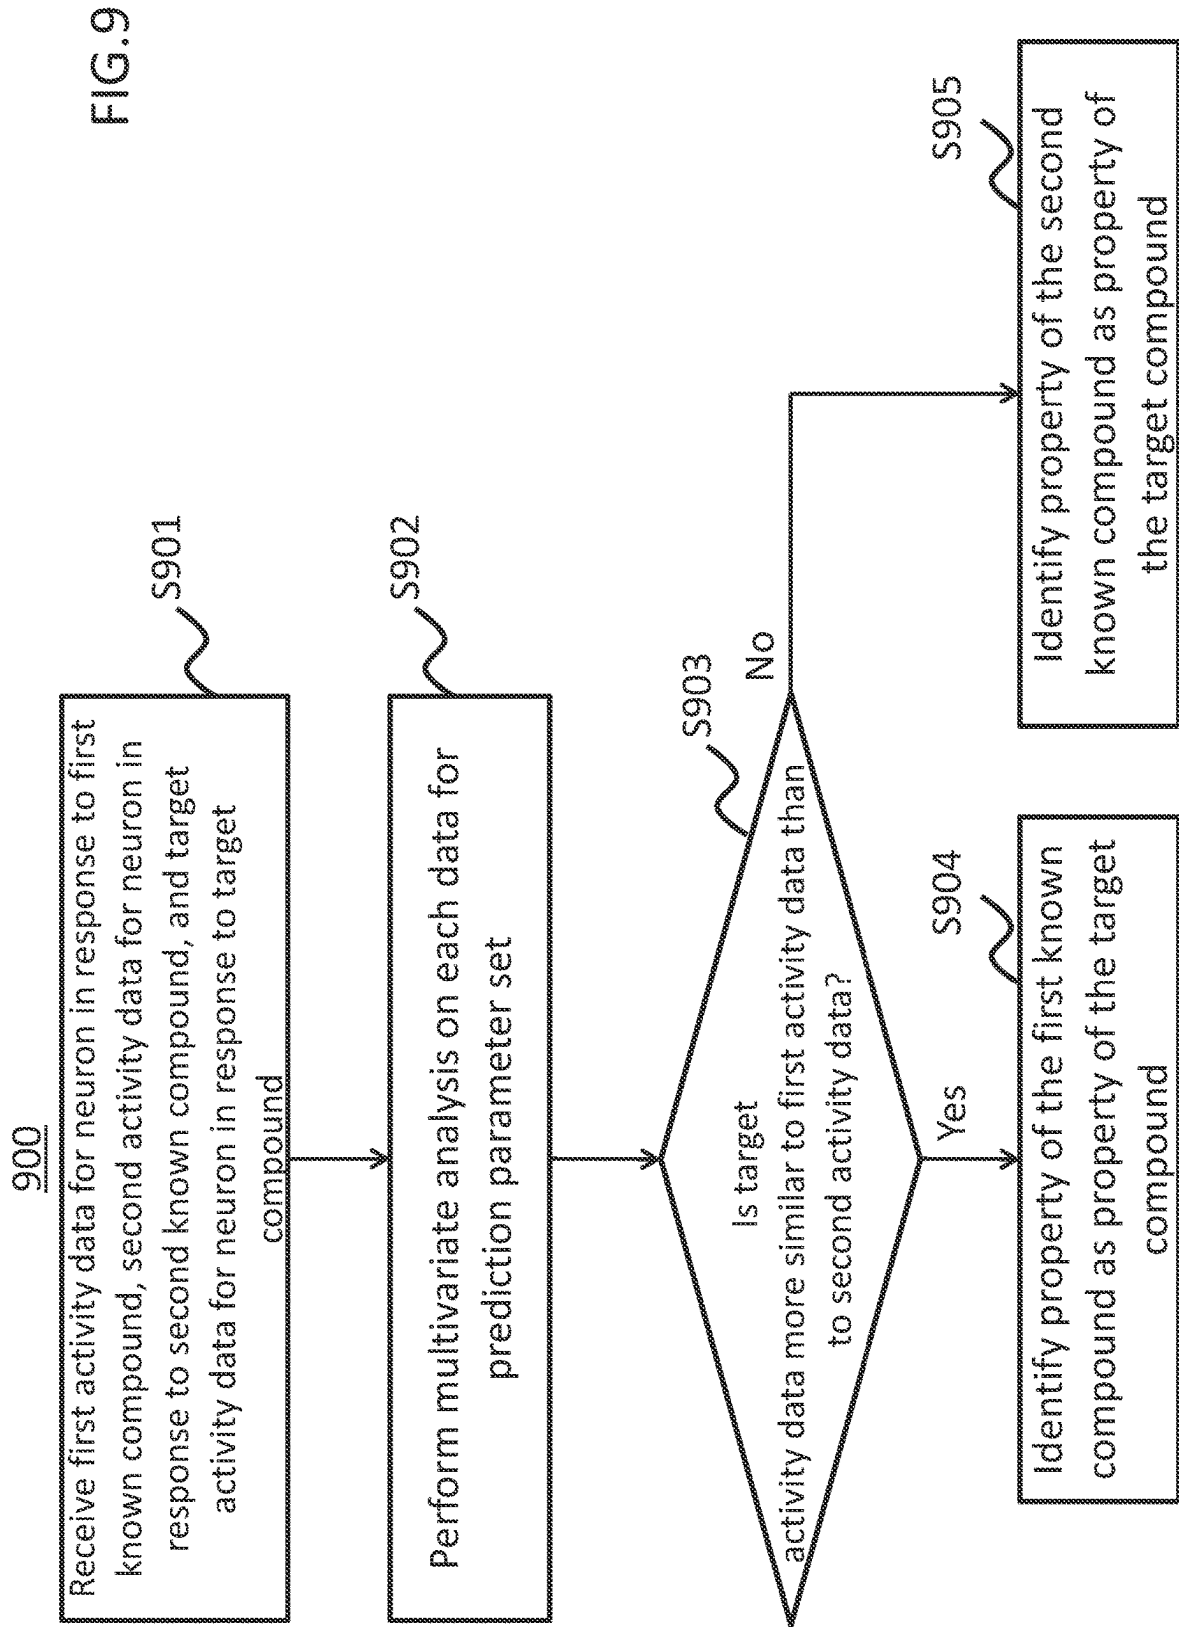 FIG.9
900
Receive first activity data for neuron in response to first
known compound, second activity data for neuron in
response to second known compound, and target
activity data for neuron in response to target
compound
S901
Perform multivariate analysis on each data for
prediction parameter set
S902
Is target
activity data more similar to first activity data than
to second activity data?
S903
No
Yes
Identify property of the first known
compound as property of the target
compound
S904
Identify property of the second
known compound as property of
the target compound
S905